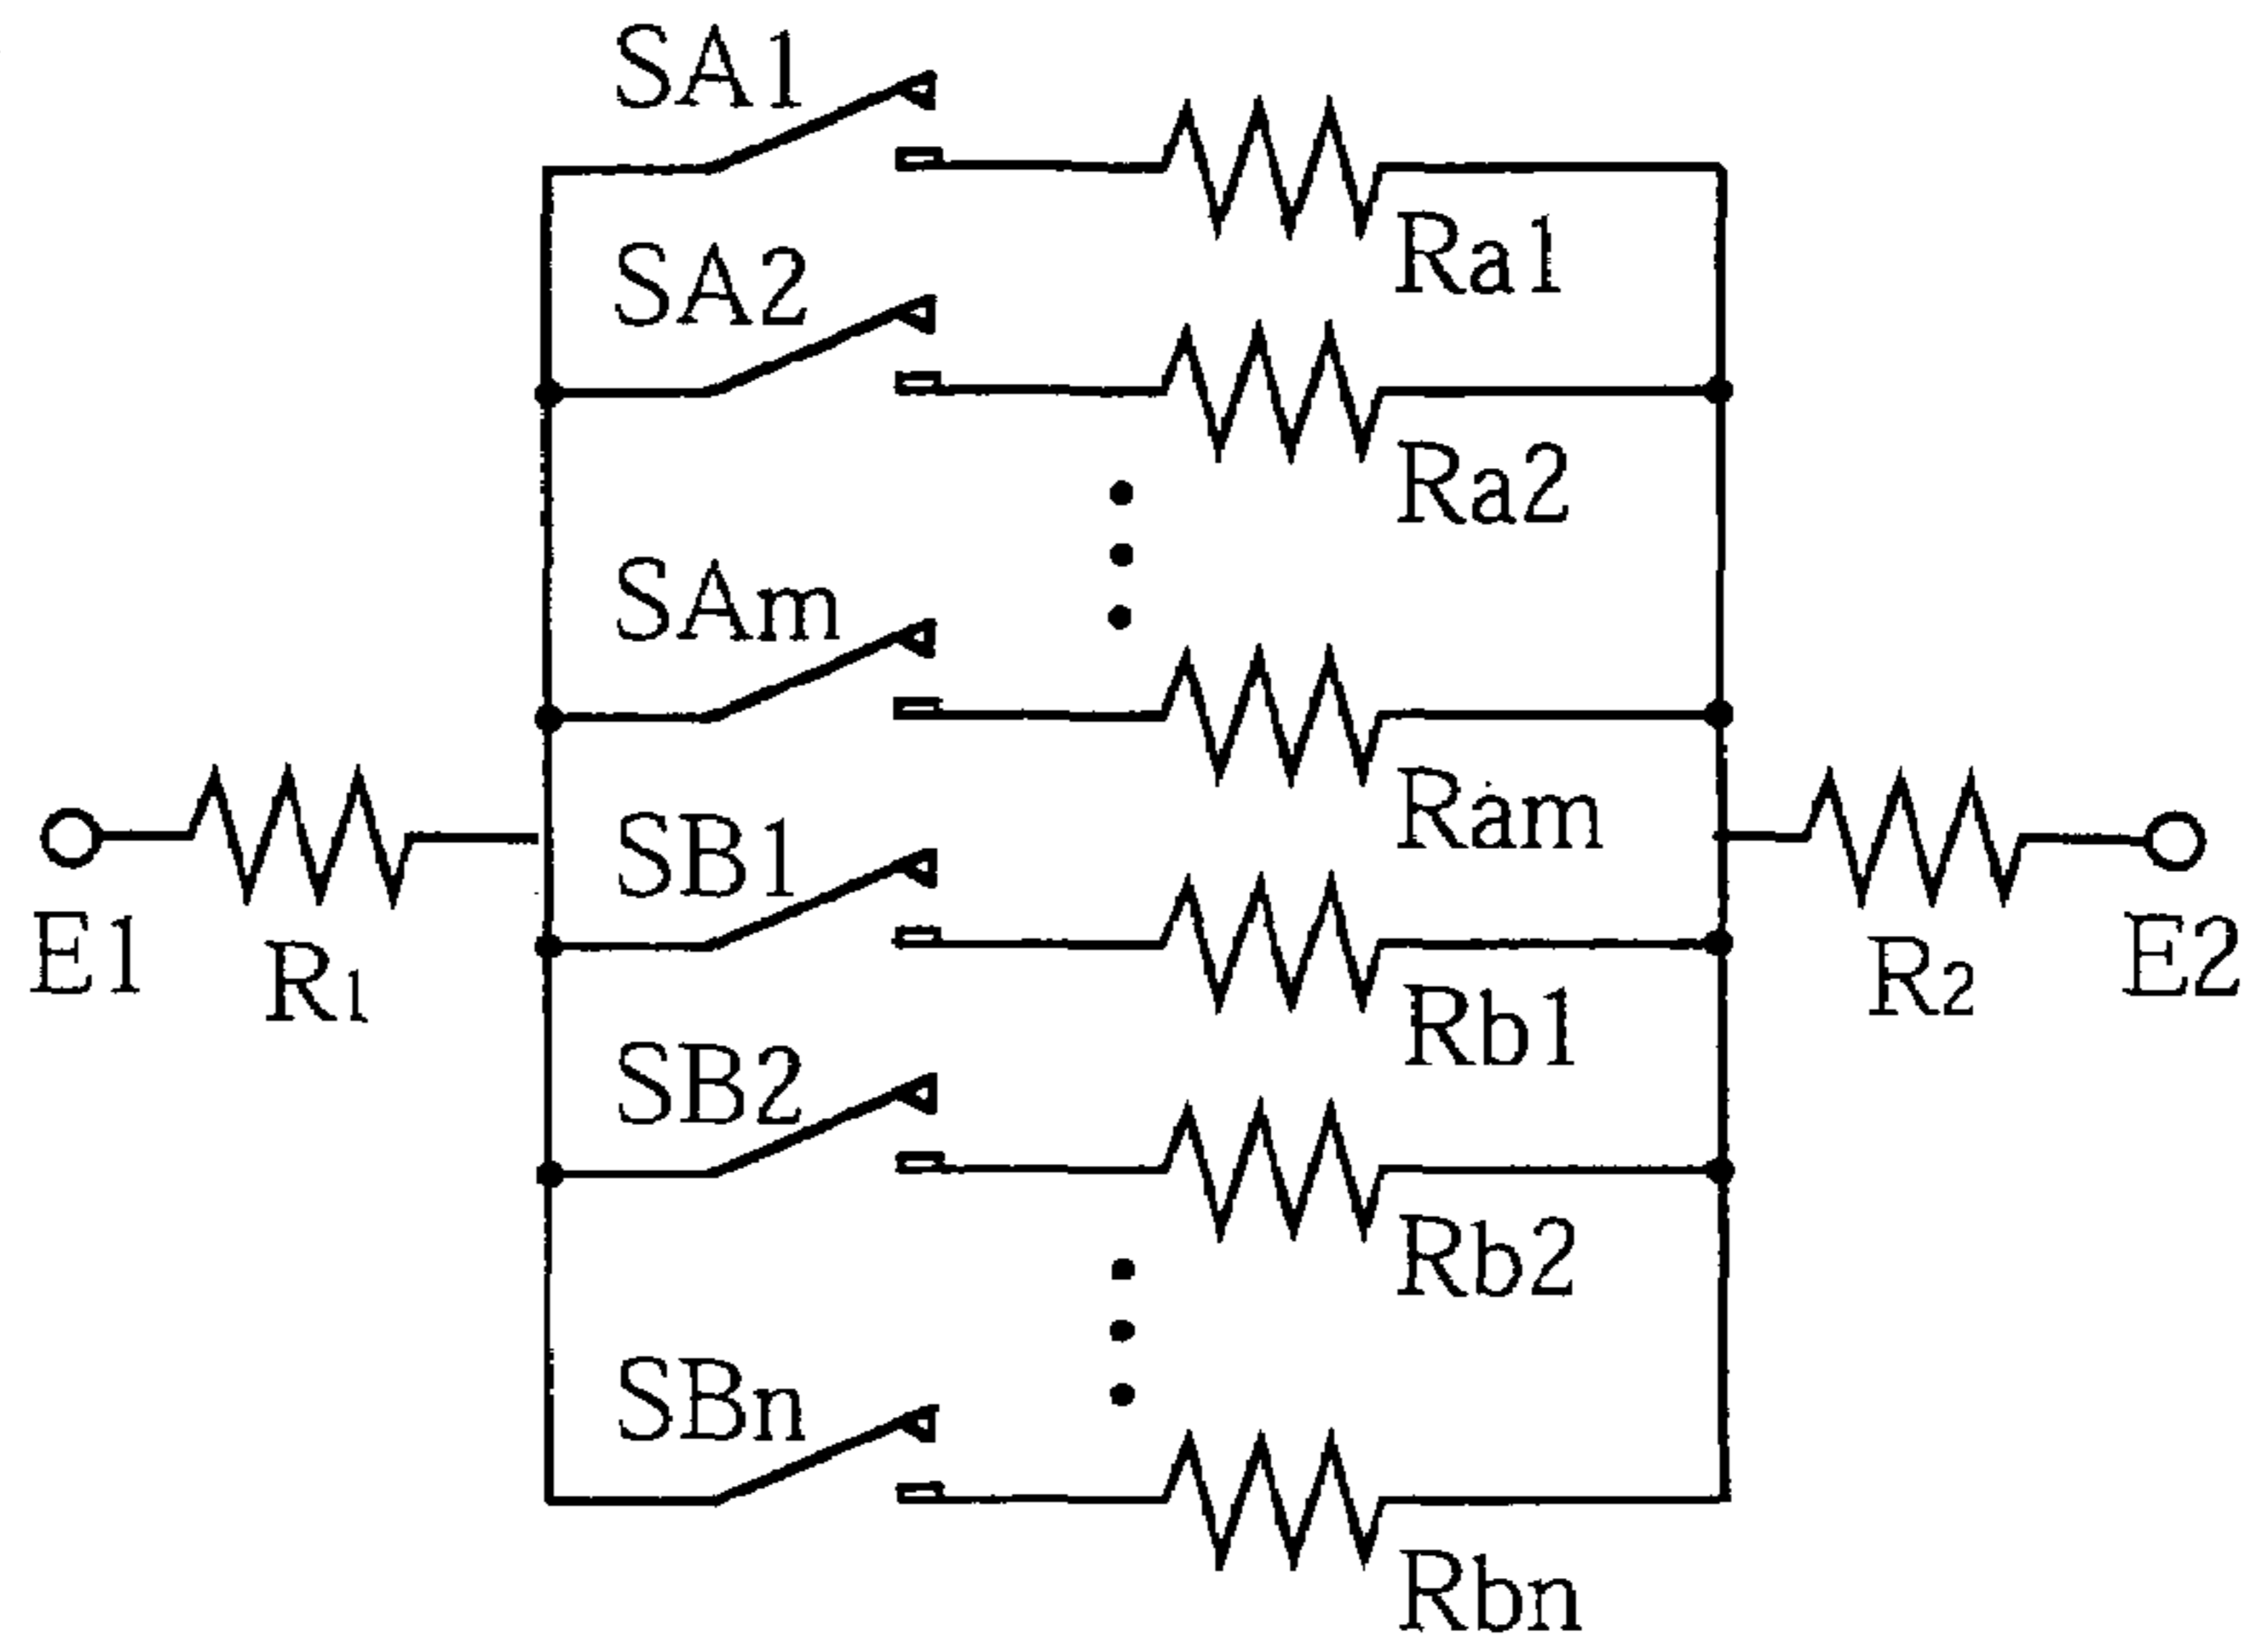 SA1
Ra1
SA2
Ra2
SAm
Ram
E1
R1
SB1
Rb1
R2
E2
SB2
Rb2
SBn
Rbn